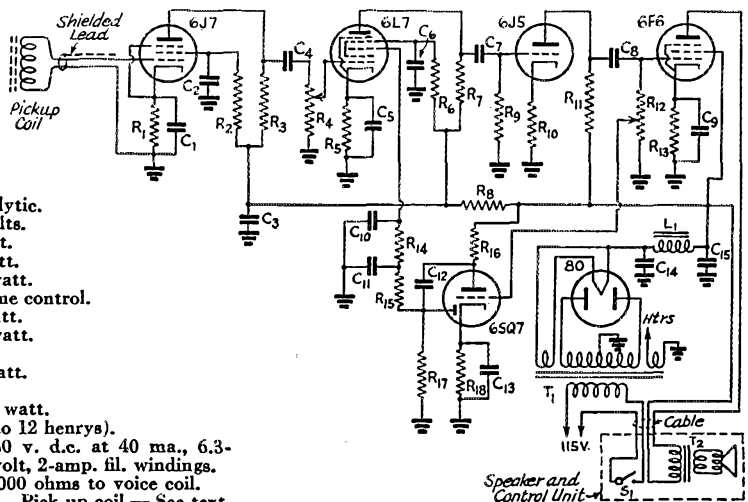 6J7
6L7
6J5
6F6
Shielded
Lead
Pickup
Coil
C4
C6
C7
C8
C2
R1
C1
R2
R3
R4
R5
C5
R6
R7
R9
R10
R11
R12
R13
C9
C3
R8
C10
R14
R16
C11
R15
C12
6SQ7
R17
R18
C13
80
L1
C14
C15
Htrs
T1
115V.
Cable
T2
S1
Speaker and
Control Unit
lytic.
lts.
t.
tt.
watt.
me control.
tt.
watt.
att.
watt.
to 12 henrys).
0 v. d.c. at 40 ma., 6.3-
volt, 2-amp. fil. windings.
000 ohms to voice coil.
Pick-up coil — See text.